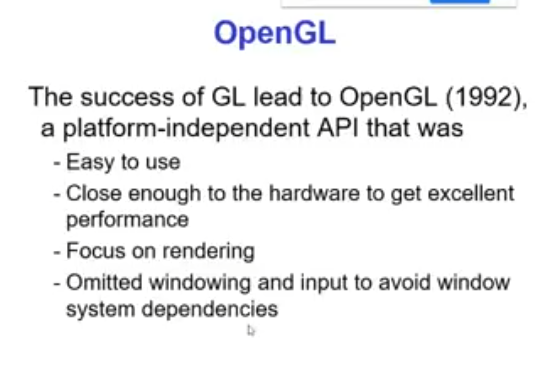 OpenGL
The success of GL lead to OpenGL (1992),
a platform-independent API that was
- Easy to use
- Close enough to the hardware to get excellent
performance
- Focus on rendering
- Omitted windowing and input to avoid window
system dependencies